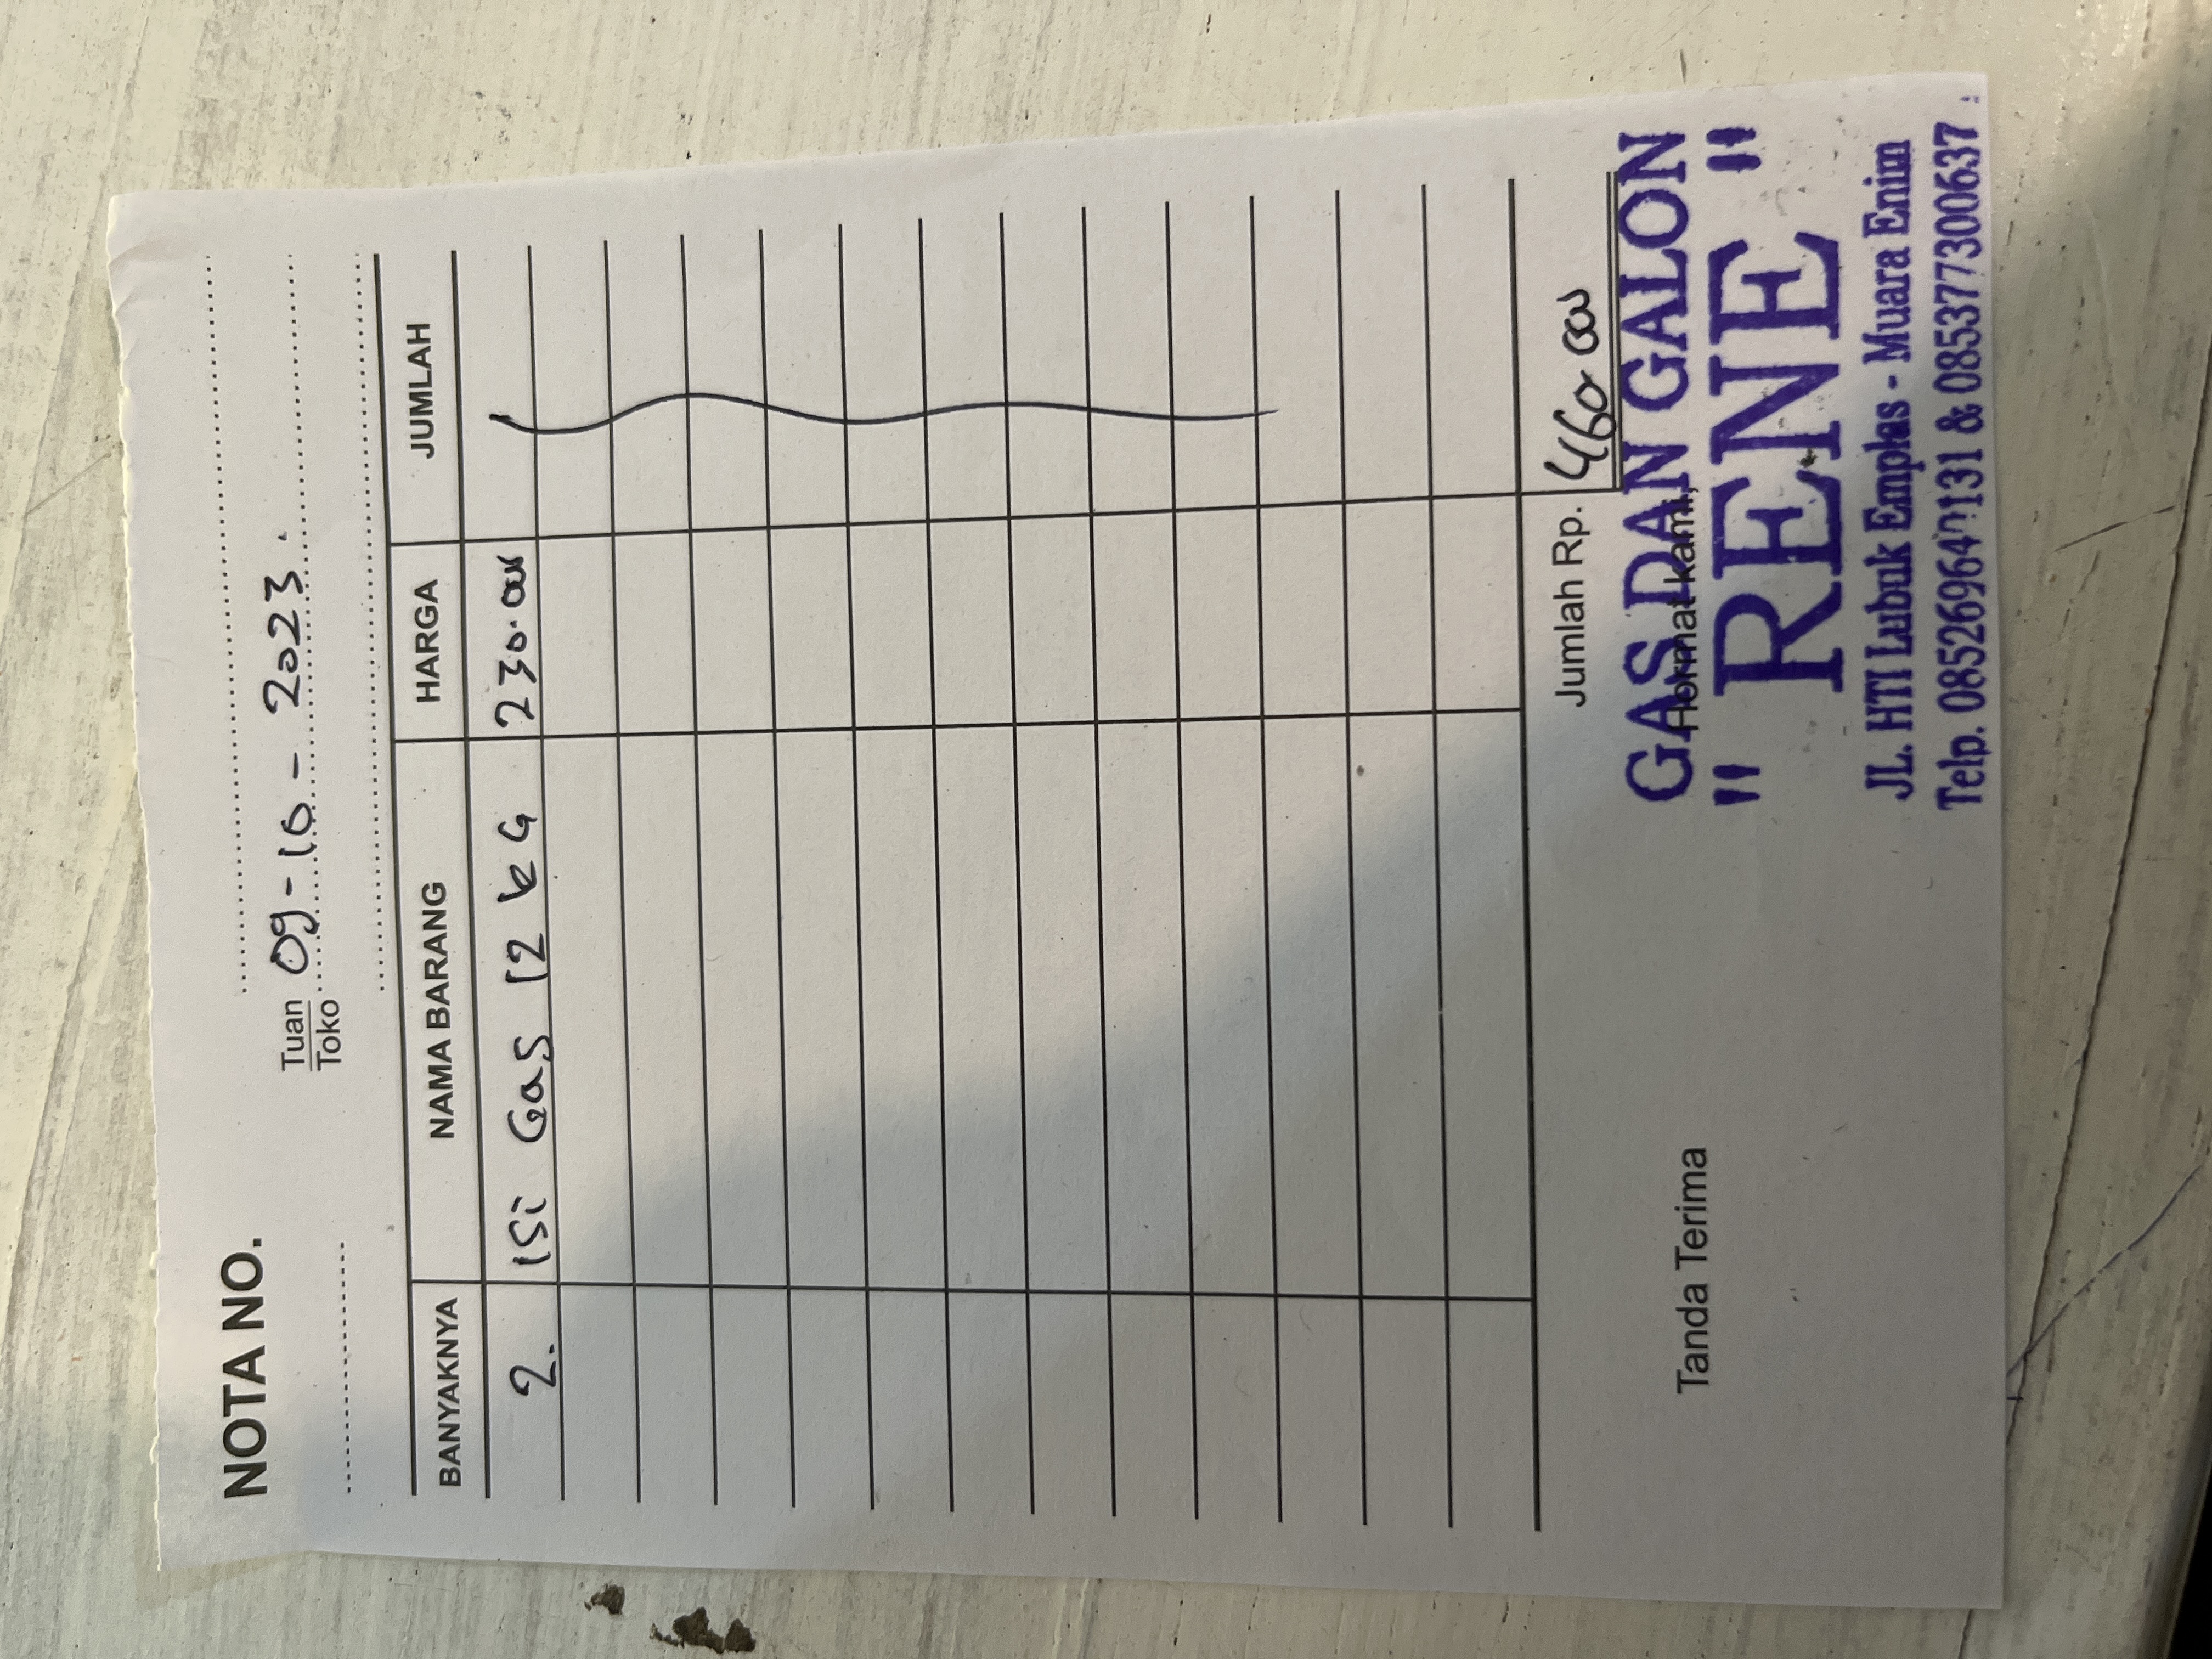 NOTA NO.
Tuan
Toko
09-10-2023.
BANYAKNYA NAMA BARANG HARGA JUMLAH
2. Isi Gas 12 kG 230.000
Jumlah Rp. 460 000
Tanda Terima Hormat kami,
GAS DAN GALON
" RENE "
JL. HTI Lubuk Emplas - Muara Enim
Telp. & 085377300637